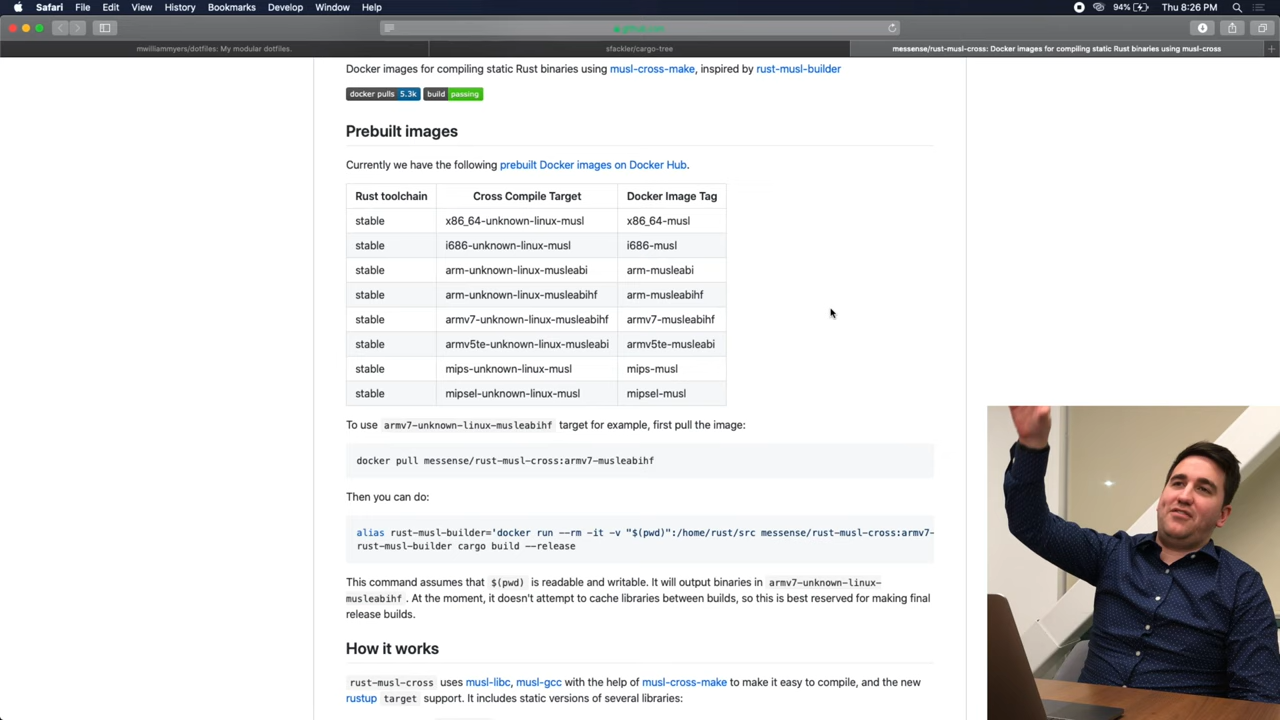 Safari File Edit View History Bookmarks Develop Window Help 94% Thu 8:26 PM
github.com
mwilliammyers/dotfiles: My modular dotfiles. sfackler/cargo-tree messense/rust-musl-cross: Docker images for compiling static Rust binaries using musl-cross
Docker images for compiling static Rust binaries using musl-cross-make, inspired by rust-musl-builder
docker pulls 5.3k build passing
Prebuilt images
Currently we have the following prebuilt Docker images on Docker Hub.
Rust toolchain Cross Compile Target Docker Image Tag
stable x86_64-unknown-linux-musl x86_64-musl
stable i686-unknown-linux-musl i686-musl
stable arm-unknown-linux-musleabi arm-musleabi
stable arm-unknown-linux-musleabihf arm-musleabihf
stable armv7-unknown-linux-musleabihf armv7-musleabihf
stable armv5te-unknown-linux-musleabi armv5te-musleabi
stable mips-unknown-linux-musl mips-musl
stable mipsel-unknown-linux-musl mipsel-musl
To use armv7-unknown-linux-musleabihf target for example, first pull the image:
docker pull messense/rust-musl-cross:armv7-musleabihf
Then you can do:
alias rust-musl-builder='docker run --rm -it -v "$(pwd)":/home/rust/src messense/rust-musl-cross:armv7-
rust-musl-builder cargo build --release
This command assumes that $(pwd) is readable and writable. It will output binaries in armv7-unknown-linux-
musleabihf . At the moment, it doesn't attempt to cache libraries between builds, so this is best reserved for making final
release builds.
How it works
rust-musl-cross uses musl-libc, musl-gcc with the help of musl-cross-make to make it easy to compile, and the new
rustup target support. It includes static versions of several libraries: